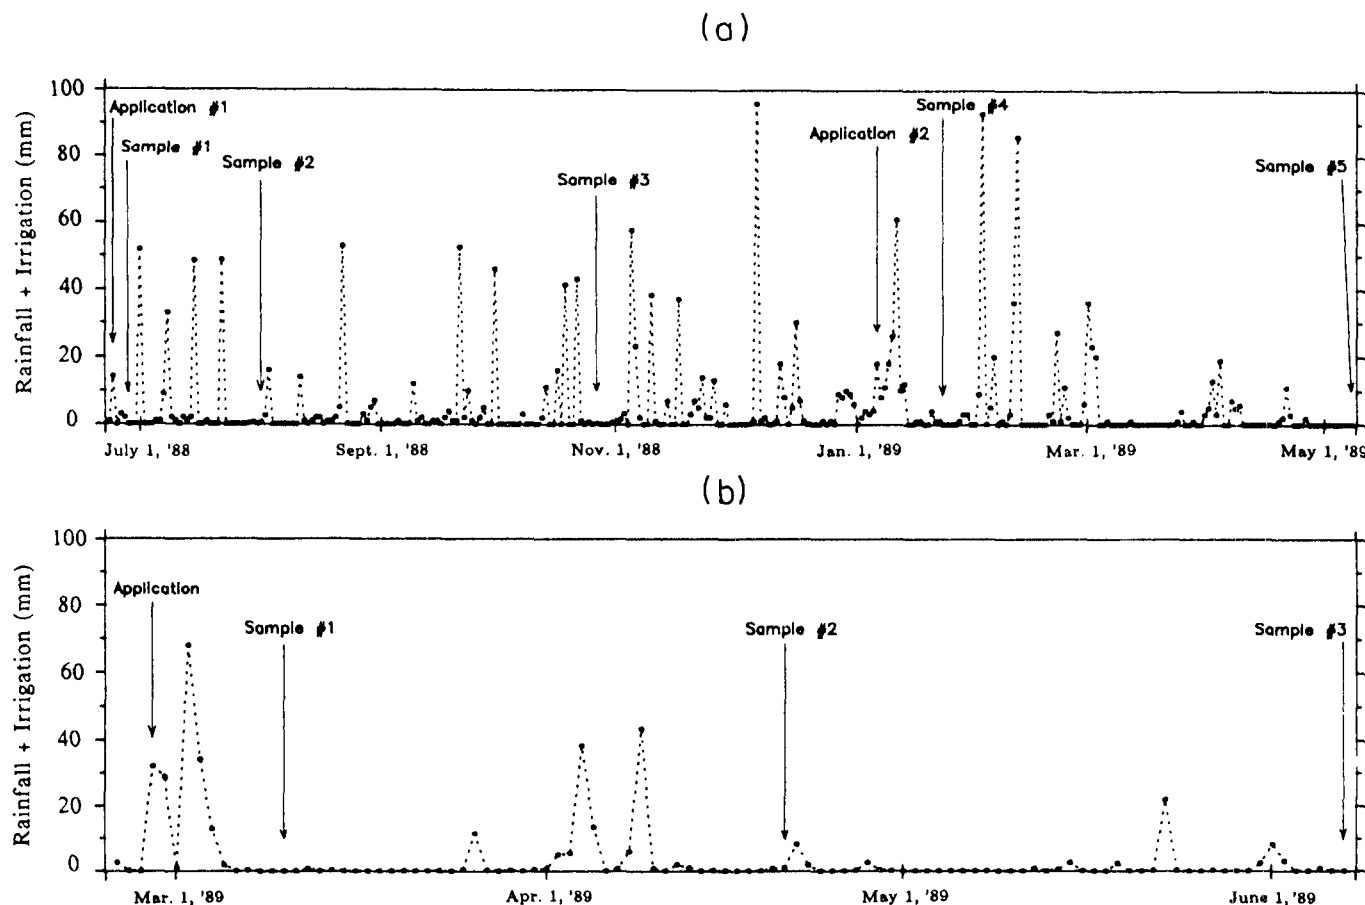 (a)
Rainfall + Irrigation (mm)
100
80
60
40
20
0
Application #1
Sample #1
Sample #2
Sample #3
Application #2
Sample #4
Sample #5
July 1, '88
Sept. 1, '88
Nov. 1, '88
Jan. 1, '89
Mar. 1, '89
May 1, '89
(b)
Rainfall + Irrigation (mm)
100
80
60
40
20
0
Application
Sample #1
Sample #2
Sample #3
Mar. 1, '89
Apr. 1, '89
May 1, '89
June 1, '89